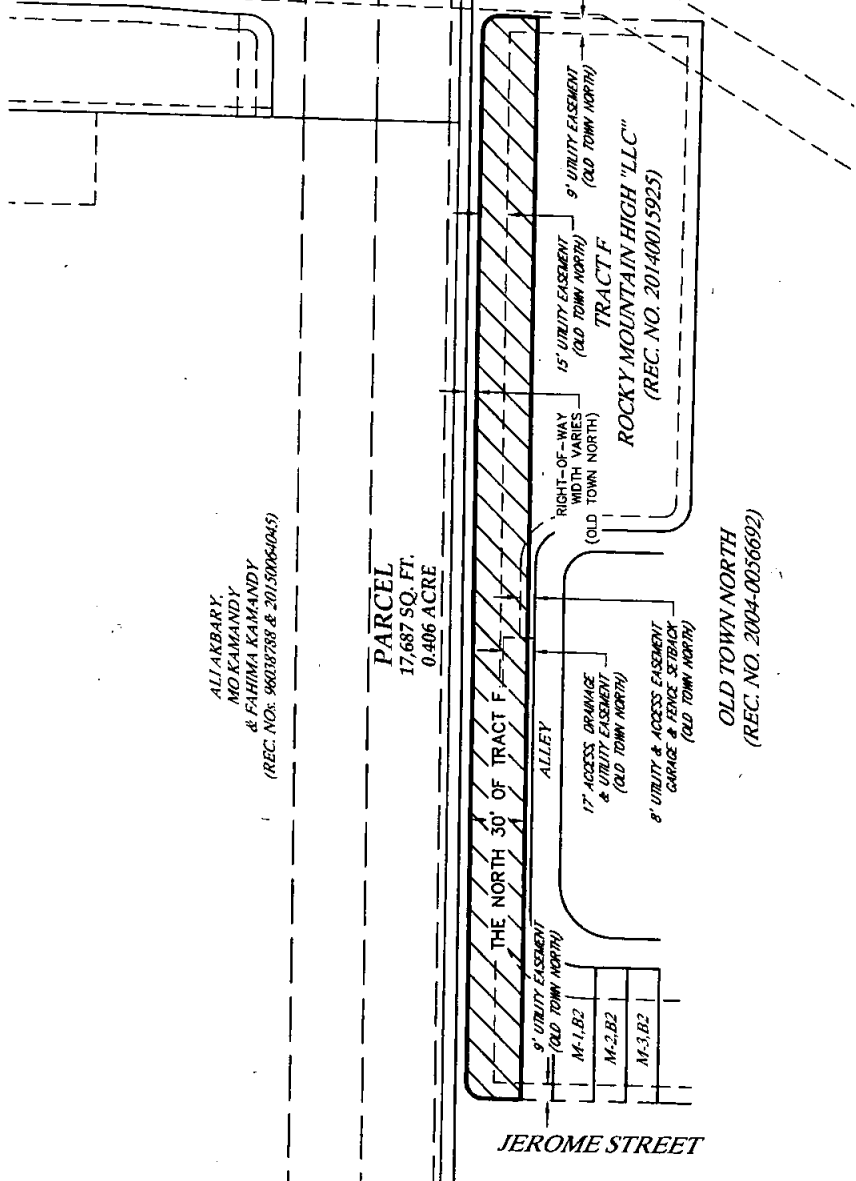 9' UTILITY EASEMENT
(OLD TOWN NORTH)
15' UTILITY EASEMENT
(OLD TOWN NORTH)
TRACT F
ROCKY MOUNTAIN HIGH "LLC"
(REC. NO. 20140015925)
RIGHT-OF-WAY
WIDTH VARIES
(OLD TOWN NORTH)
ALI AKBARY,
MO KAMANDY
& FAHIMA KAMANDY
(REC. NOs. 96038788 & 20150064045)
PARCEL
17,687 SQ. FT.
0.406 ACRE
THE NORTH 30' OF TRACT F
ALLEY
17' ACCESS, DRAINAGE
& UTILITY EASEMENT
(OLD TOWN NORTH)
8' UTILITY & ACCESS EASEMENT
GARAGE & FENCE SETBACK
(OLD TOWN NORTH)
OLD TOWN NORTH
(REC. NO. 2004-0056692)
9' UTILITY EASEMENT
(OLD TOWN NORTH)
M-1,B2
M-2,B2
M-3,B2
JEROME STREET